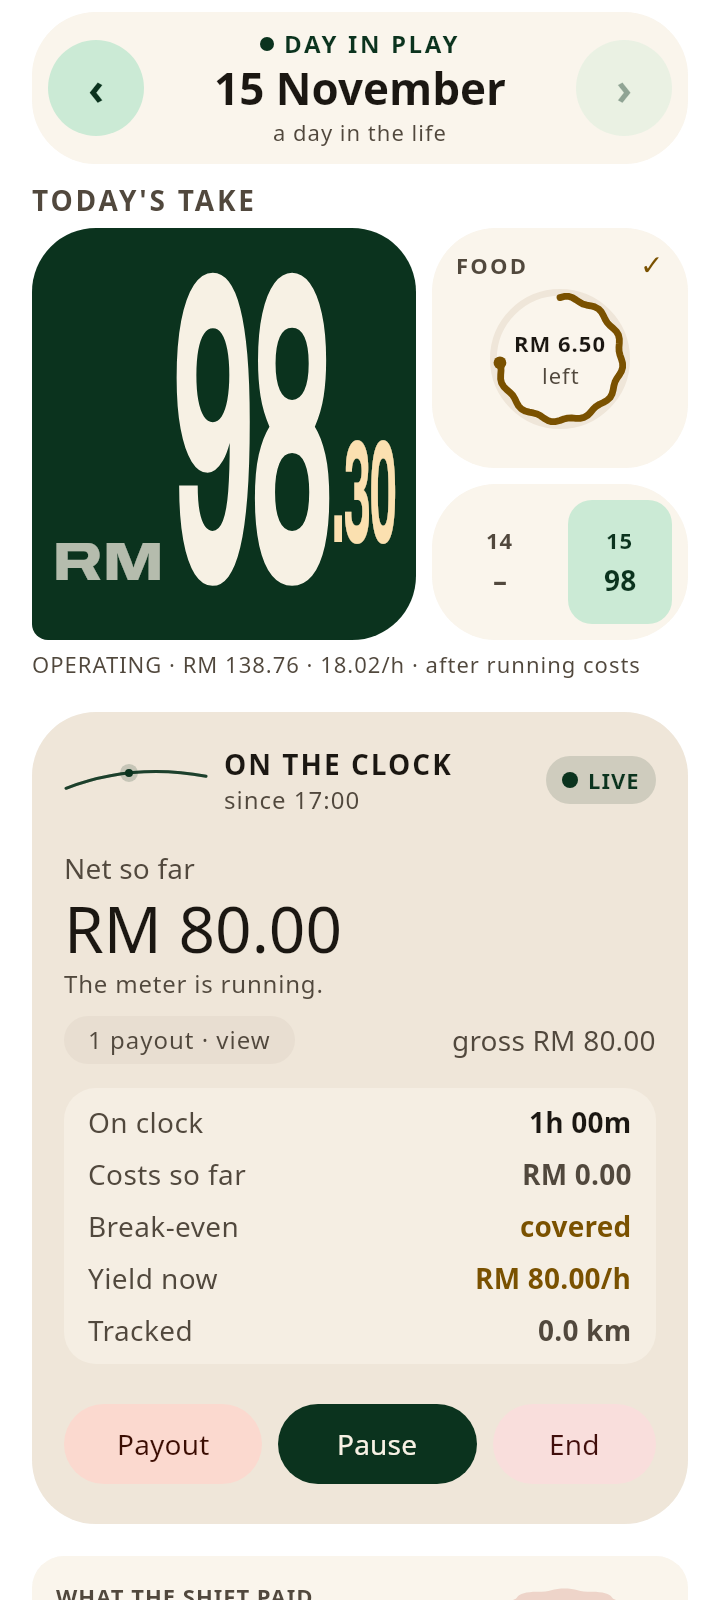 DAY IN PLAY
‹
15 November
›
a day in the life
TODAY'S TAKE
RM 98.30
FOOD ✓
RM 6.50
left
14
–
15
98
OPERATING · RM 138.76 · 18.02/h · after running costs
ON THE CLOCK
since 17:00
LIVE
Net so far
RM 80.00
The meter is running.
1 payout · view
gross RM 80.00
On clock 1h 00m
Costs so far RM 0.00
Break-even covered
Yield now RM 80.00/h
Tracked 0.0 km
Payout
Pause
End
WHAT THE SHIFT PAID